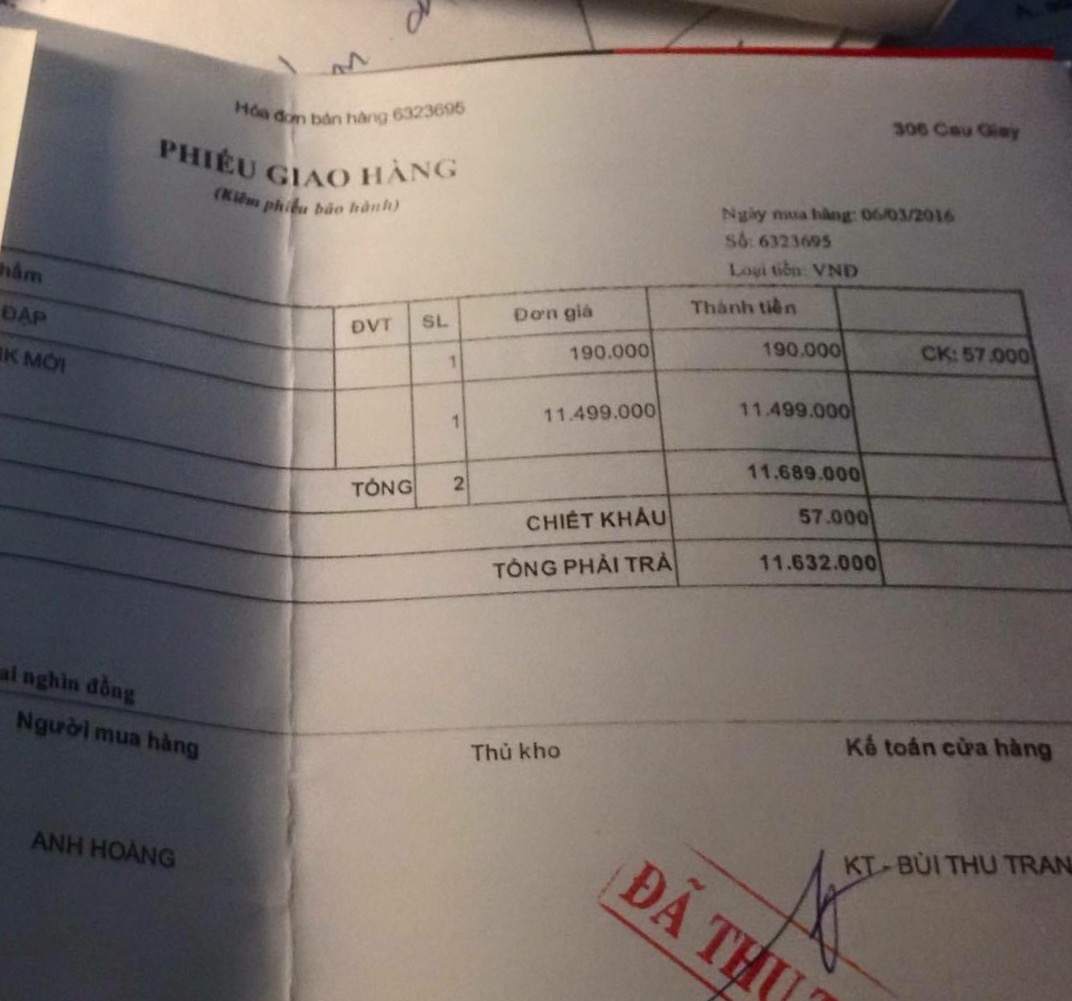 Hóa đơn bán hàng 6323695
306 Cau Giay
PHIẾU GIAO HÀNG
(Kiêm phiếu bảo hành)
Ngày mua hàng: 06/03/2016
Số: 6323695
Loại tiền: VNĐ
hẩm ĐVT SL Đơn giá Thành tiền
ĐẠP 1 190.000 190.000 CK: 57.000
K MỚI 1 11.499.000 11.499.000
TỔNG 2 11.689.000
CHIẾT KHẤU 57.000
TỔNG PHẢI TRẢ 11.632.000
ai nghìn đồng
Người mua hàng Thủ kho Kế toán cửa hàng
ANH HOÀNG KT - BÙI THU TRAN
ĐÃ THU